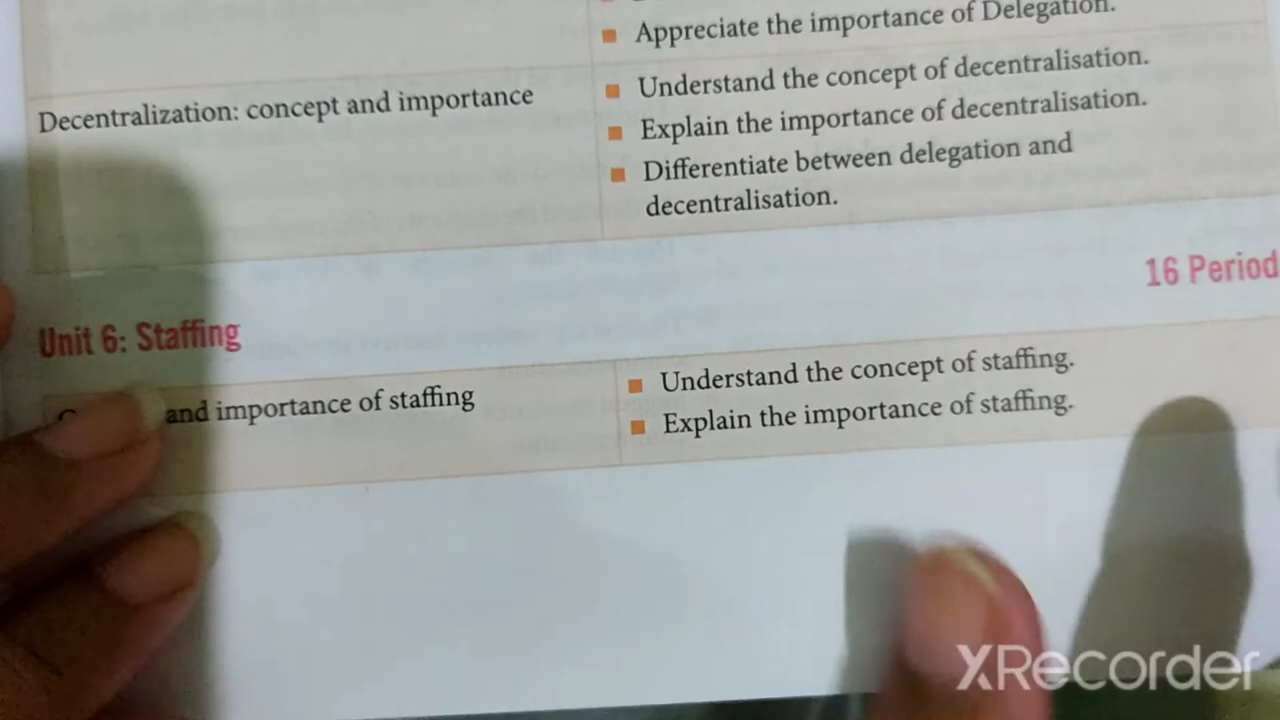 Appreciate the importance of Delegation.
Decentralization: concept and importance
Understand the concept of decentralisation.
Explain the importance of decentralisation.
Differentiate between delegation and
decentralisation.
16 Period
Unit 6: Staffing
and importance of staffing
Understand the concept of staffing.
Explain the importance of staffing.
XRecorder